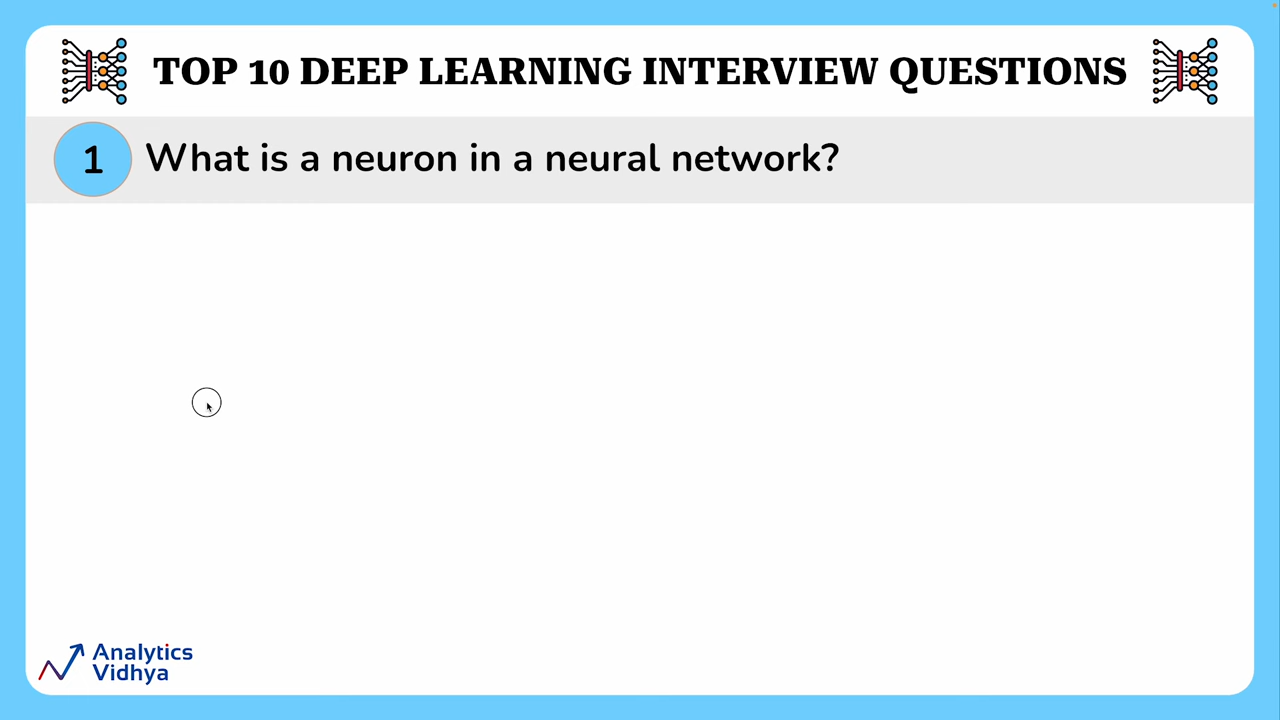 TOP 10 DEEP LEARNING INTERVIEW QUESTIONS
1 What is a neuron in a neural network?
Analytics
Vidhya